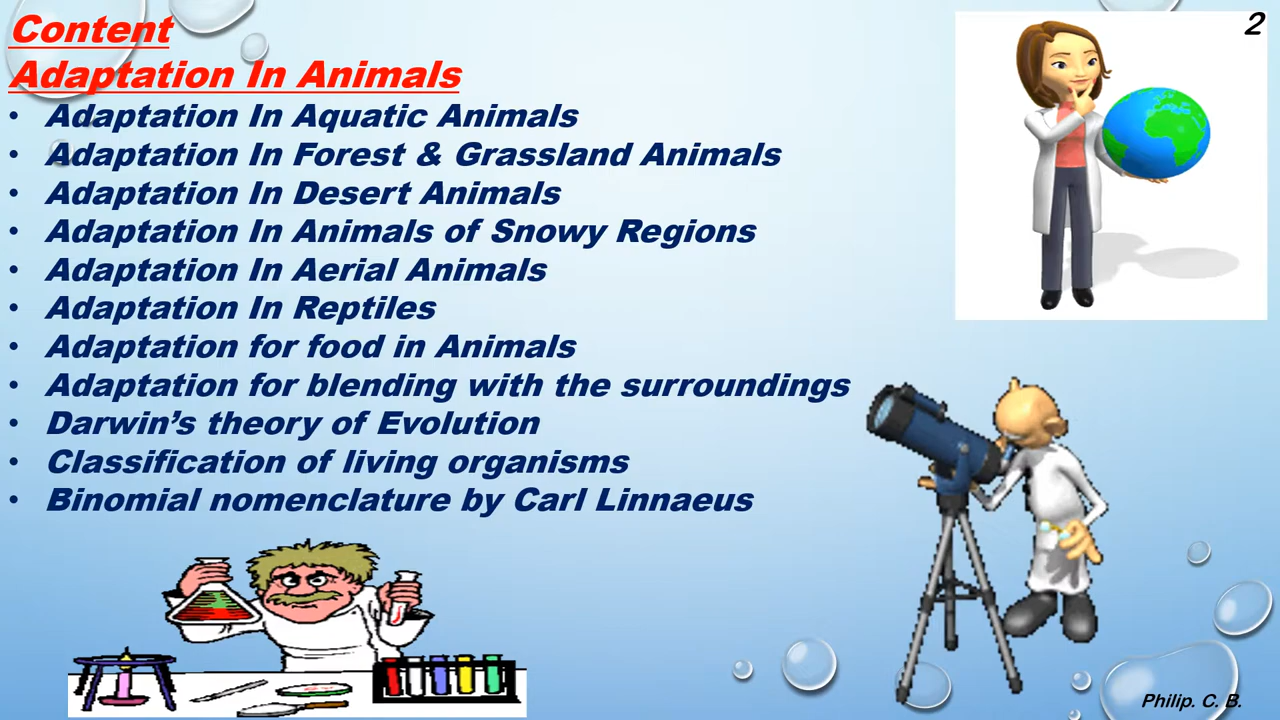 Content
2
Adaptation In Animals
• Adaptation In Aquatic Animals
• Adaptation In Forest & Grassland Animals
• Adaptation In Desert Animals
• Adaptation In Animals of Snowy Regions
• Adaptation In Aerial Animals
• Adaptation In Reptiles
• Adaptation for food in Animals
• Adaptation for blending with the surroundings
• Darwin’s theory of Evolution
• Classification of living organisms
• Binomial nomenclature by Carl Linnaeus
Philip. C. B.